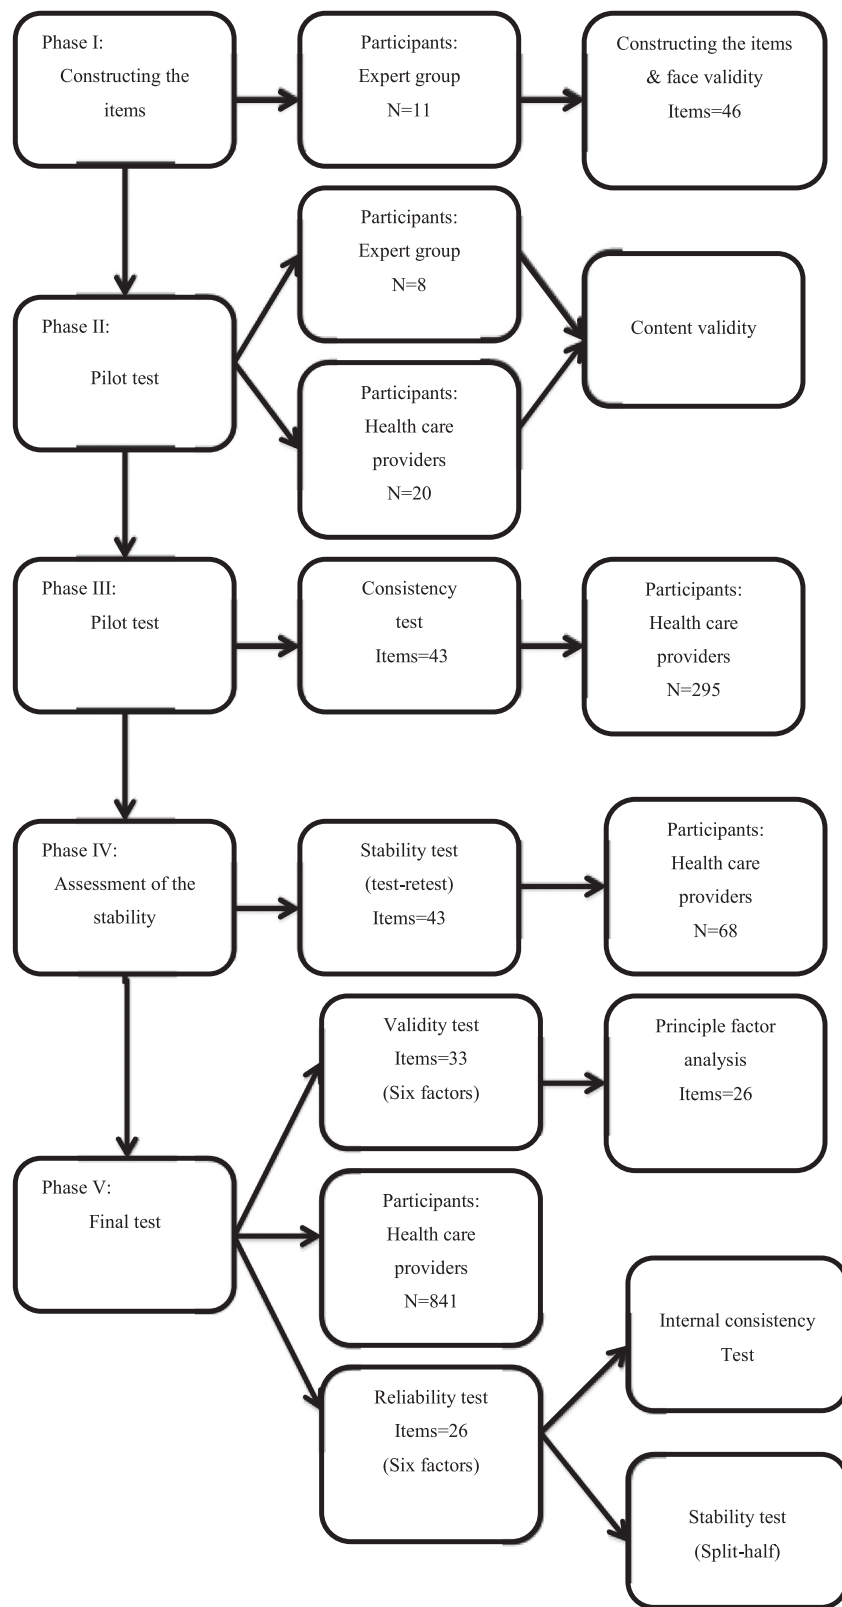 Phase I:
Constructing the
items
Participants:
Expert group
N=11
Constructing the items
& face validity
Items=46
Phase II:
Pilot test
Participants:
Expert group
N=8
Participants:
Health care
providers
N=20
Content validity
Phase III:
Pilot test
Consistency
test
Items=43
Participants:
Health care
providers
N=295
Phase IV:
Assessment of the
stability
Stability test
(test-retest)
Items=43
Participants:
Health care
providers
N=68
Phase V:
Final test
Validity test
Items=33
(Six factors)
Principle factor
analysis
Items=26
Participants:
Health care
providers
N=841
Reliability test
Items=26
(Six factors)
Internal consistency
Test
Stability test
(Split-half)